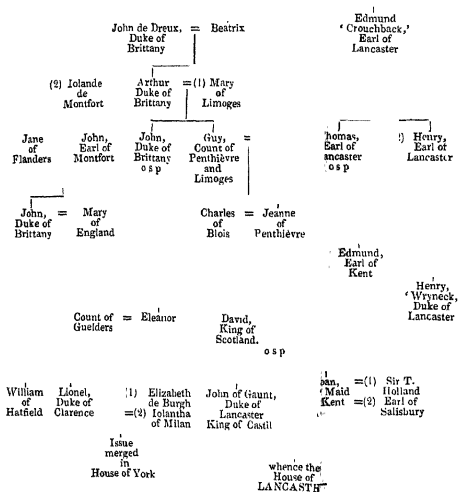 John de Dreux, = Beatrix
Duke of
Brittany
Edmund
'Crouchback,'
Earl of
Lancaster
(2) Iolande
de
Montfort
Arthur = (1) Mary
Duke of of
Brittany Limoges
Jane
of
Flanders
John,
Earl of
Montfort
John,
Duke of
Brittany
o s p
Guy, =
Count of
Penthièvre
and
Limoges
homas,
Earl of
ancaster
o s p
) Henry,
Earl of
Lancaster
John, = Mary
Duke of of
Brittany England
Charles = Jeanne
of of
Blois Penthièvre
Edmund,
Earl of
Kent
Henry,
'Wryneck,
Duke of
Lancaster
Count of = Eleanor
Guelders
David,
King of
Scotland.
o s p
William
of
Hatfield
Lionel,
Duke of
Clarence
(1) Elizabeth
de Burgh
=(2) Iolantha
of Milan
John of Gaunt,
Duke of
Lancaster
King of Castil
oan, =(1) Sir T.
Maid Holland
Kent =(2) Earl of
Salisbury
Issue
merged
in
House of York
whence the
House of
LANCASTE